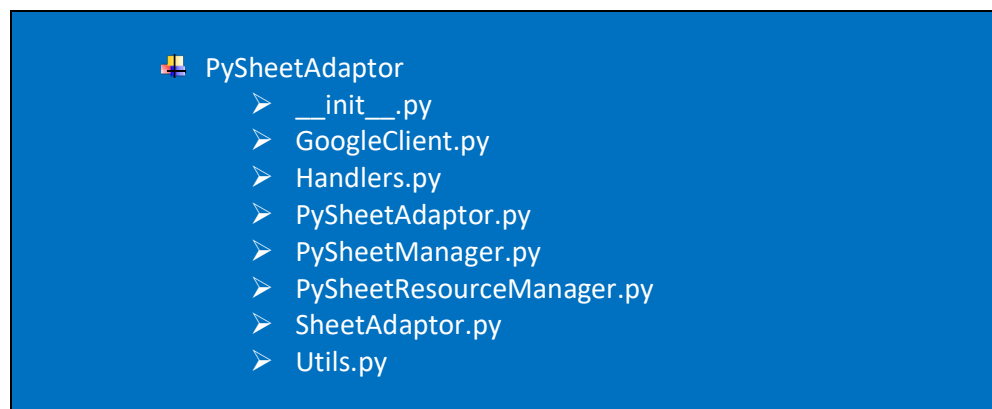 PySheetAdaptor
__init__.py
GoogleClient.py
Handlers.py
PySheetAdaptor.py
PySheetManager.py
PySheetResourceManager.py
SheetAdaptor.py
Utils.py